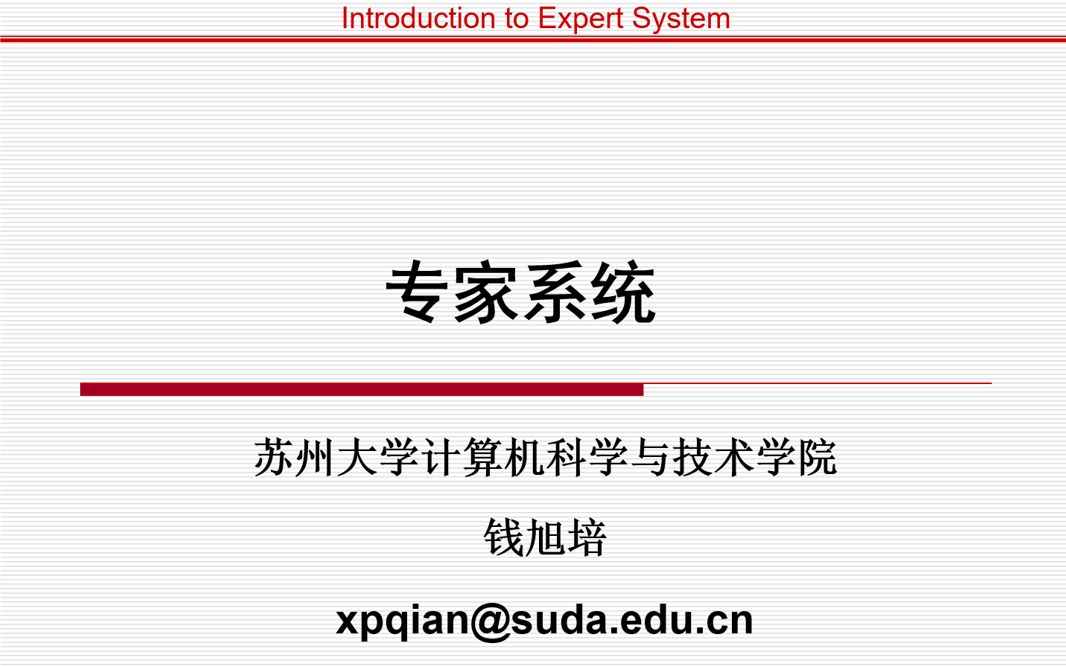 Introduction to Expert System
专家系统
苏州大学计算机科学与技术学院
钱旭培
xpqian@suda.edu.cn